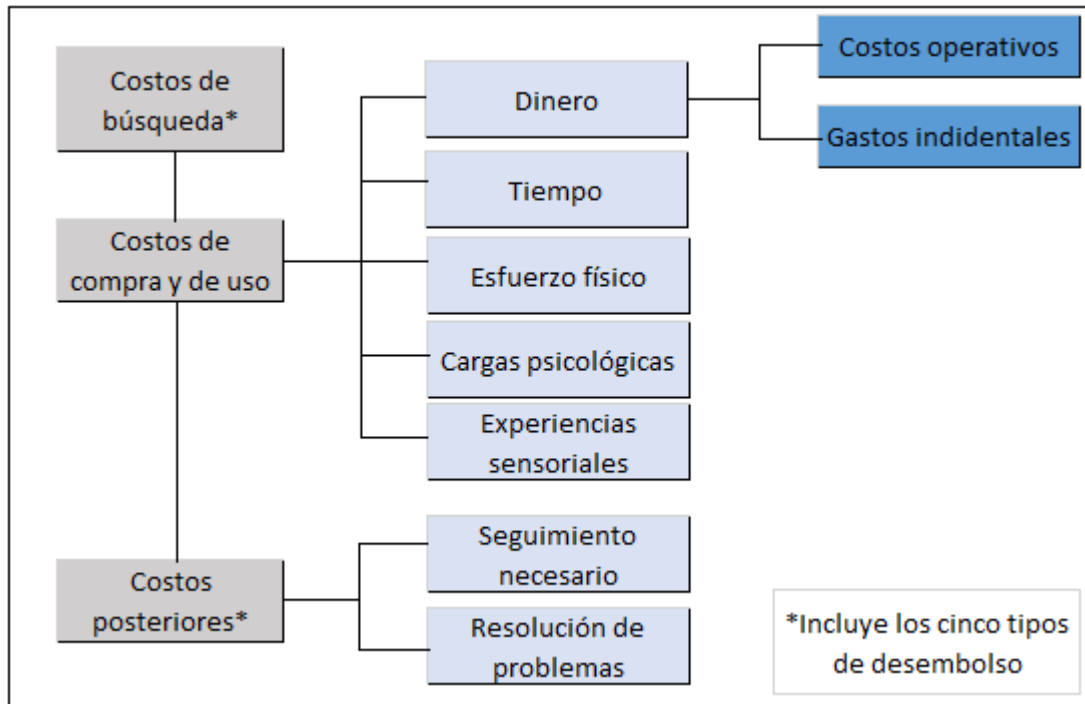 Costos de
búsqueda*
Costos de
compra y de uso
Costos
posteriores*
Dinero
Tiempo
Esfuerzo físico
Cargas psicológicas
Experiencias
sensoriales
Seguimiento
necesario
Resolución de
problemas
Costos operativos
Gastos indidentales
*Incluye los cinco tipos
de desembolso